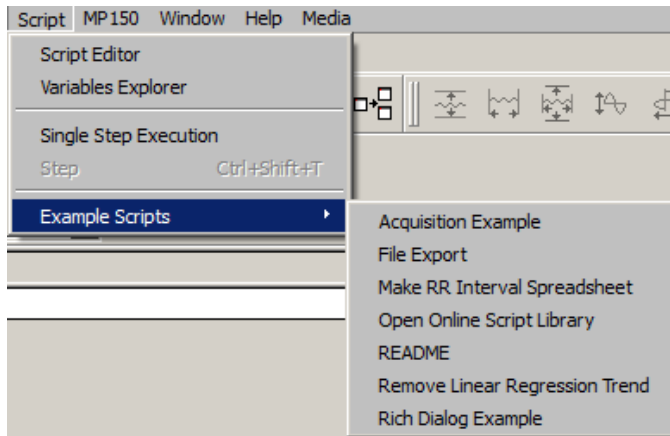 Script MP150 Window Help Media
Script Editor
Variables Explorer
Single Step Execution
Step Ctrl+Shift+T
Example Scripts
Acquisition Example
File Export
Make RR Interval Spreadsheet
Open Online Script Library
README
Remove Linear Regression Trend
Rich Dialog Example